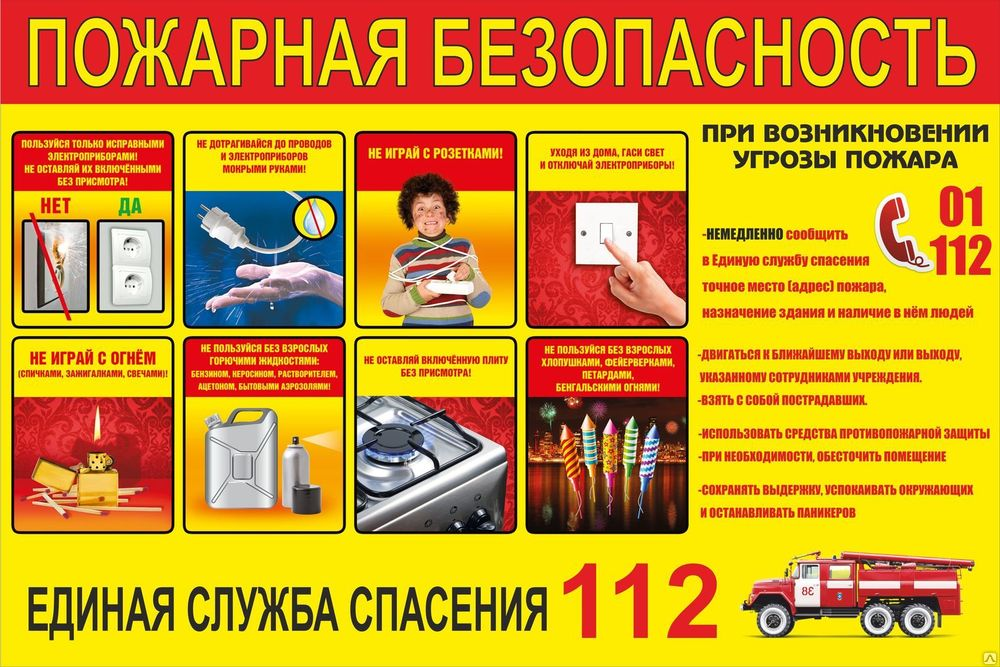 ПОЖАРНАЯ БЕЗОПАСНОСТЬ
ПОЛЬЗУЙСЯ ТОЛЬКО ИСПРАВНЫМИ
ЭЛЕКТРОПРИБОРАМИ!
НЕ ОСТАВЛЯЙ ИХ ВКЛЮЧЁННЫМИ
БЕЗ ПРИСМОТРА!
НЕТ ДА
НЕ ДОТРАГИВАЙСЯ ДО ПРОВОДОВ
И ЭЛЕКТРОПРИБОРОВ
МОКРЫМИ РУКАМИ!
НЕ ИГРАЙ С РОЗЕТКАМИ!
УХОДЯ ИЗ ДОМА, ГАСИ СВЕТ
И ОТКЛЮЧАЙ ЭЛЕКТРОПРИБОРЫ!
НЕ ИГРАЙ С ОГНЁМ
(СПИЧКАМИ, ЗАЖИГАЛКАМИ, СВЕЧАМИ)!
НЕ ПОЛЬЗУЙСЯ БЕЗ ВЗРОСЛЫХ
ГОРЮЧИМИ ЖИДКОСТЯМИ:
БЕНЗИНОМ, КЕРОСИНОМ, РАСТВОРИТЕЛЕМ,
АЦЕТОНОМ, БЫТОВЫМИ АЭРОЗОЛЯМИ!
НЕ ОСТАВЛЯЙ ВКЛЮЧЁННУЮ ПЛИТУ
БЕЗ ПРИСМОТРА!
НЕ ПОЛЬЗУЙСЯ БЕЗ ВЗРОСЛЫХ
ХЛОПУШКАМИ, ФЕЙЕРВЕРКАМИ,
ПЕТАРДАМИ,
БЕНГАЛЬСКИМИ ОГНЯМИ!
ПРИ ВОЗНИКНОВЕНИИ
УГРОЗЫ ПОЖАРА
01
112
-НЕМЕДЛЕННО сообщить
в Единую службу спасения
точное место (адрес) пожара,
назначение здания и наличие в нём людей
-ДВИГАТЬСЯ К БЛИЖАЙШЕМУ ВЫХОДУ ИЛИ ВЫХОДУ,
УКАЗАННОМУ СОТРУДНИКАМИ УЧРЕЖДЕНИЯ.
-ВЗЯТЬ С СОБОЙ ПОСТРАДАВШИХ.
-ИСПОЛЬЗОВАТЬ СРЕДСТВА ПРОТИВОПОЖАРНОЙ ЗАЩИТЫ
-ПРИ НЕОБХОДИМОСТИ, ОБЕСТОЧИТЬ ПОМЕЩЕНИЕ
-СОХРАНЯТЬ ВЫДЕРЖКУ, УСПОКАИВАТЬ ОКРУЖАЮЩИХ
И ОСТАНАВЛИВАТЬ ПАНИКЕРОВ
ЕДИНАЯ СЛУЖБА СПАСЕНИЯ 112